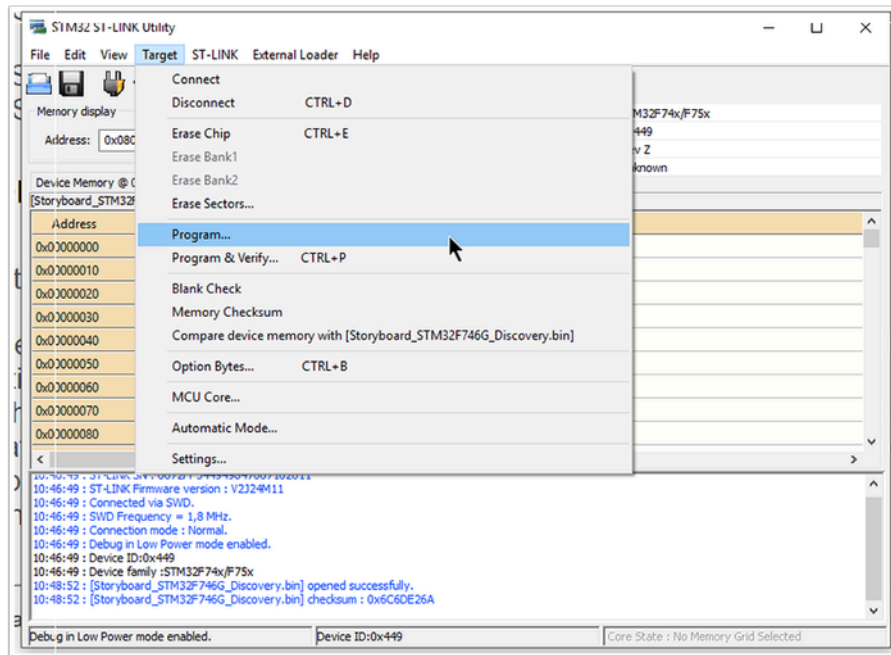 STM32 ST-LINK Utility
File Edit View Target ST-LINK External Loader Help
Memory display
Address: 0x080
Device Memory @ 0
[Storyboard_STM32F
Address
0x00000000
0x00000010
0x00000020
0x00000030
0x00000040
0x00000050
0x00000060
0x00000070
0x00000080
Connect
Disconnect CTRL+D
Erase Chip CTRL+E
Erase Bank1
Erase Bank2
Erase Sectors...
Program...
Program & Verify... CTRL+P
Blank Check
Memory Checksum
Compare device memory with [Storyboard_STM32F746G_Discovery.bin]
Option Bytes... CTRL+B
MCU Core...
Automatic Mode...
Settings...
M32F74x/F75x
449
ev Z
known
10:46:49 : ST-LINK Firmware version : V2J24M11
10:46:49 : Connected via SWD.
10:46:49 : SWD Frequency = 1,8 MHz.
10:46:49 : Connection mode : Normal.
10:46:49 : Debug in Low Power mode enabled.
10:46:49 : Device ID:0x449
10:46:49 : Device family :STM32F74x/F75x
10:48:52 : [Storyboard_STM32F746G_Discovery.bin] opened successfully.
10:48:52 : [Storyboard_STM32F746G_Discovery.bin] checksum : 0x6C6DE26A
Debug in Low Power mode enabled. Device ID:0x449 Core State : No Memory Grid Selected